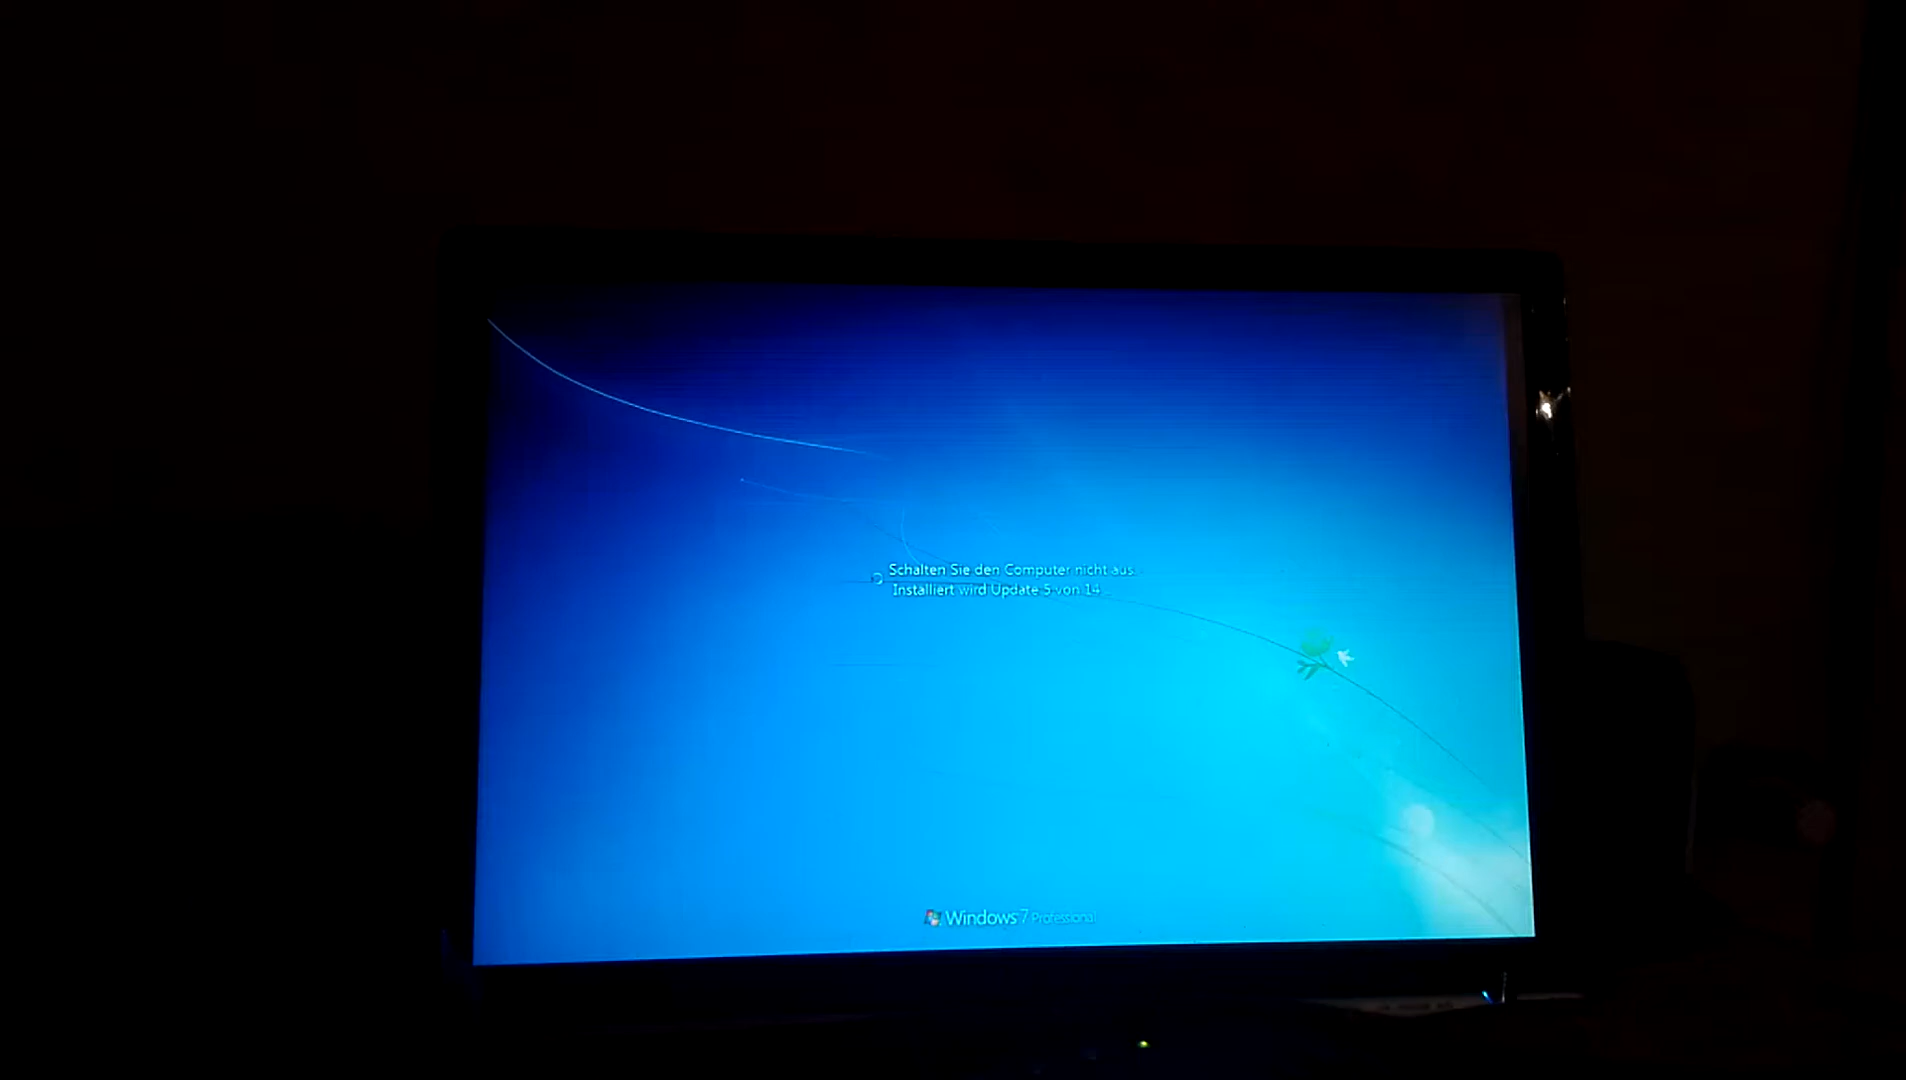 Schalten Sie den Computer nicht aus.
Installiert wird Update 5 von 14...
Windows 7 Professional